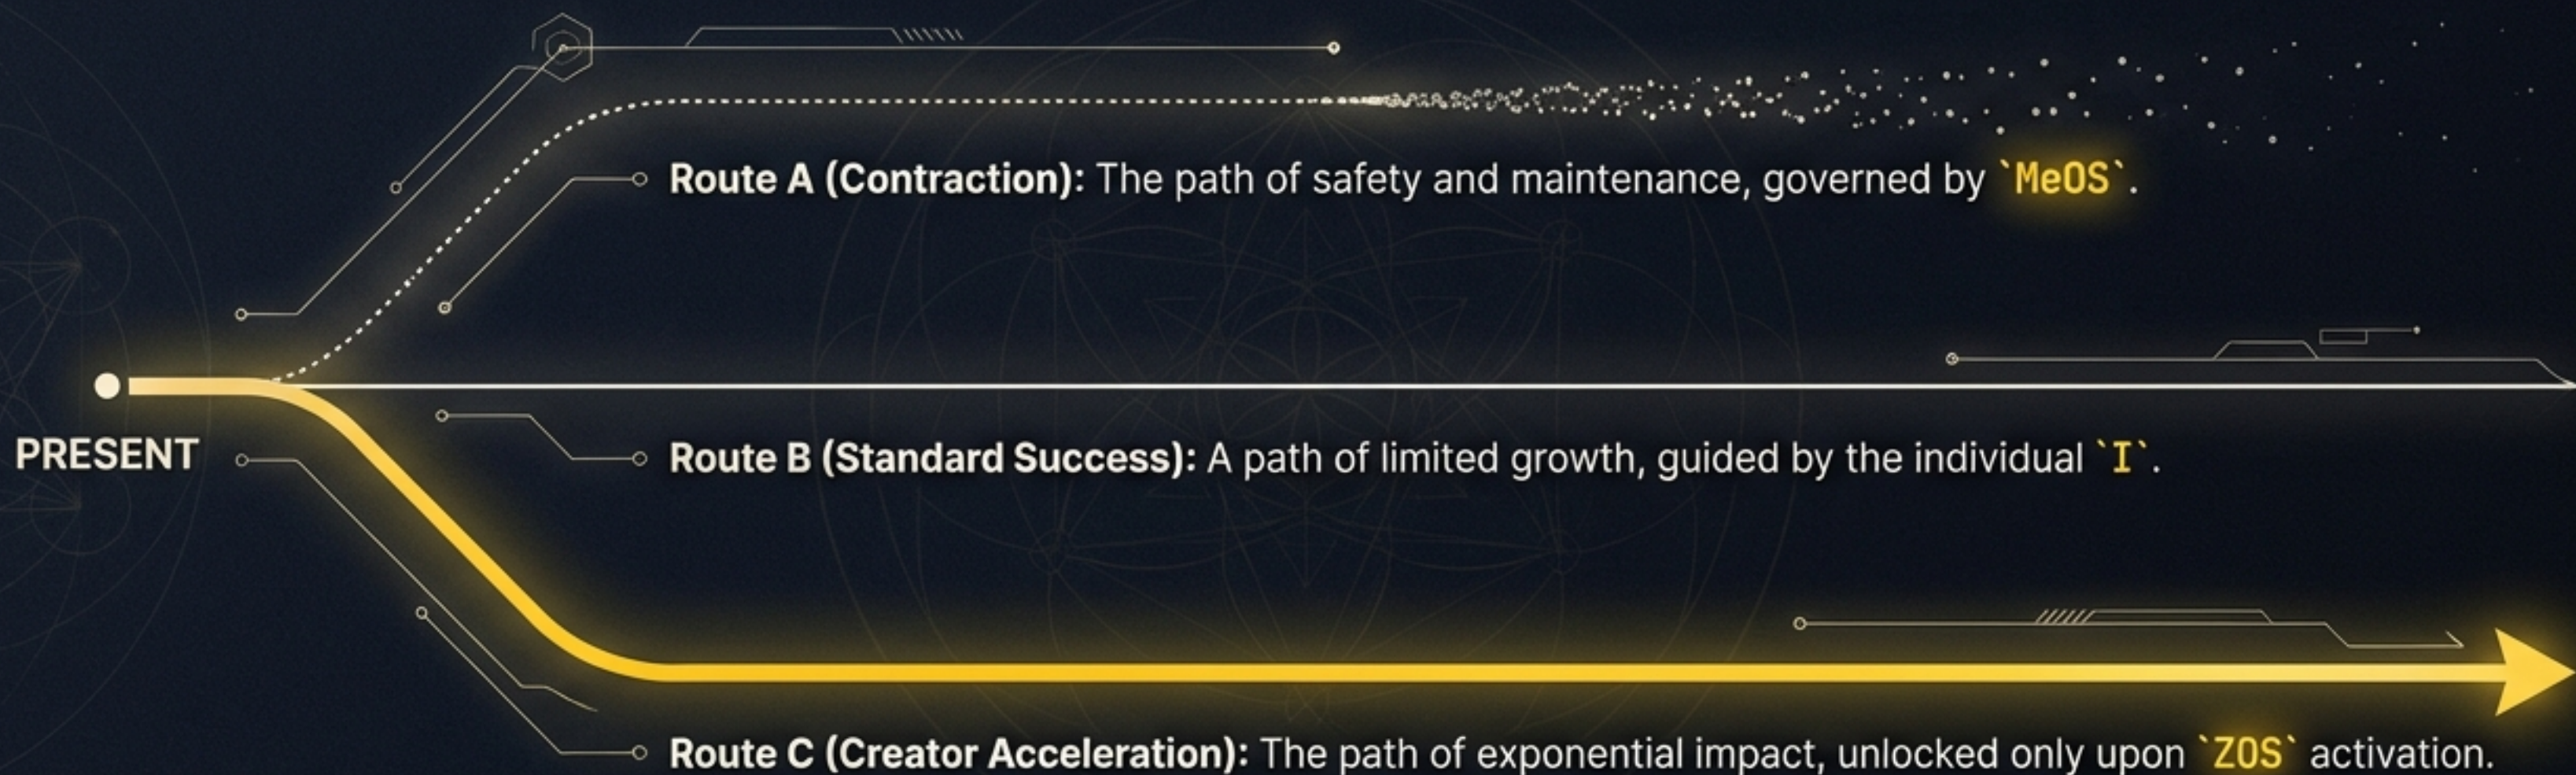 Route A (Contraction): The path of safety and maintenance, governed by `MeOS`.
PRESENT
Route B (Standard Success): A path of limited growth, guided by the individual `I`.
Route C (Creator Acceleration): The path of exponential impact, unlocked only upon `ZOS` activation.